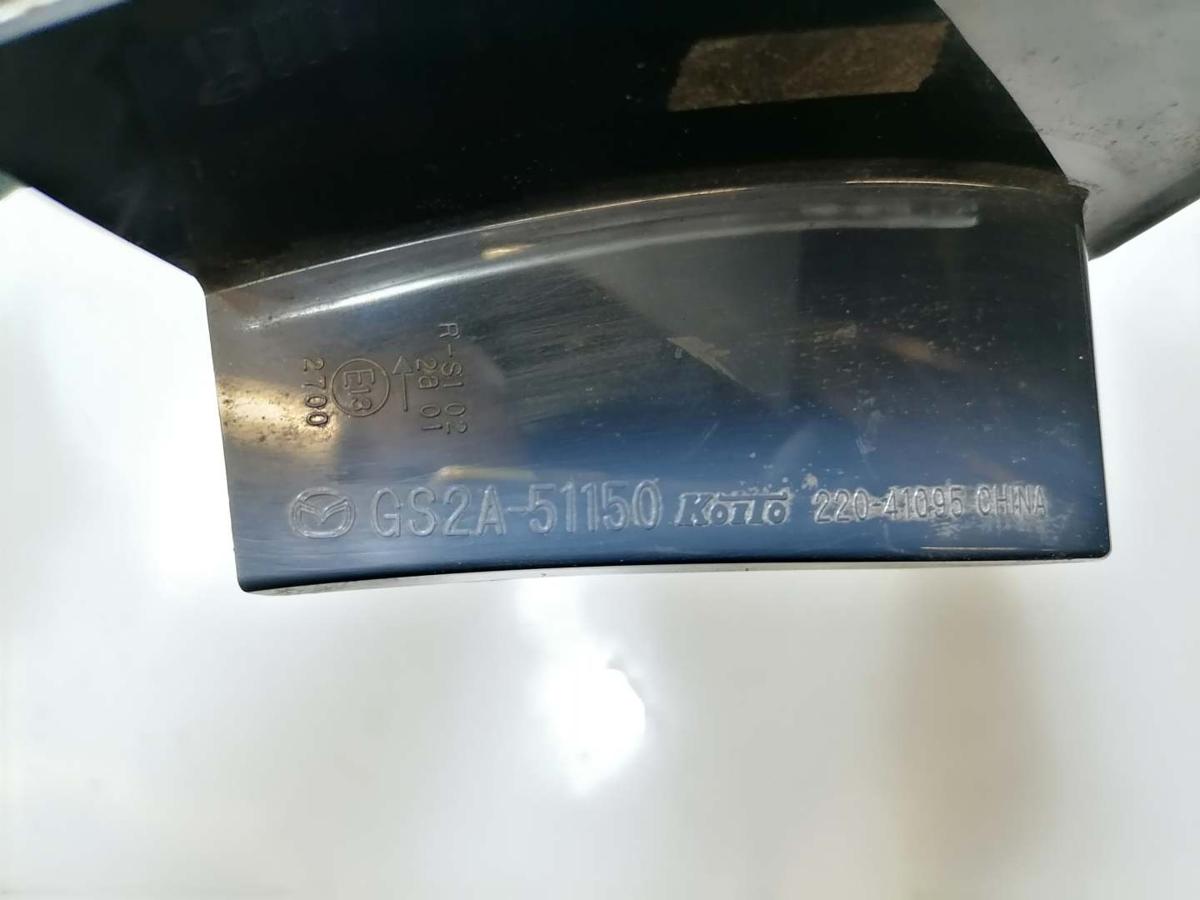 R-S1 02
2a 01
E13
2700
GS2A-51150 KOITO 220-41095 CHINA